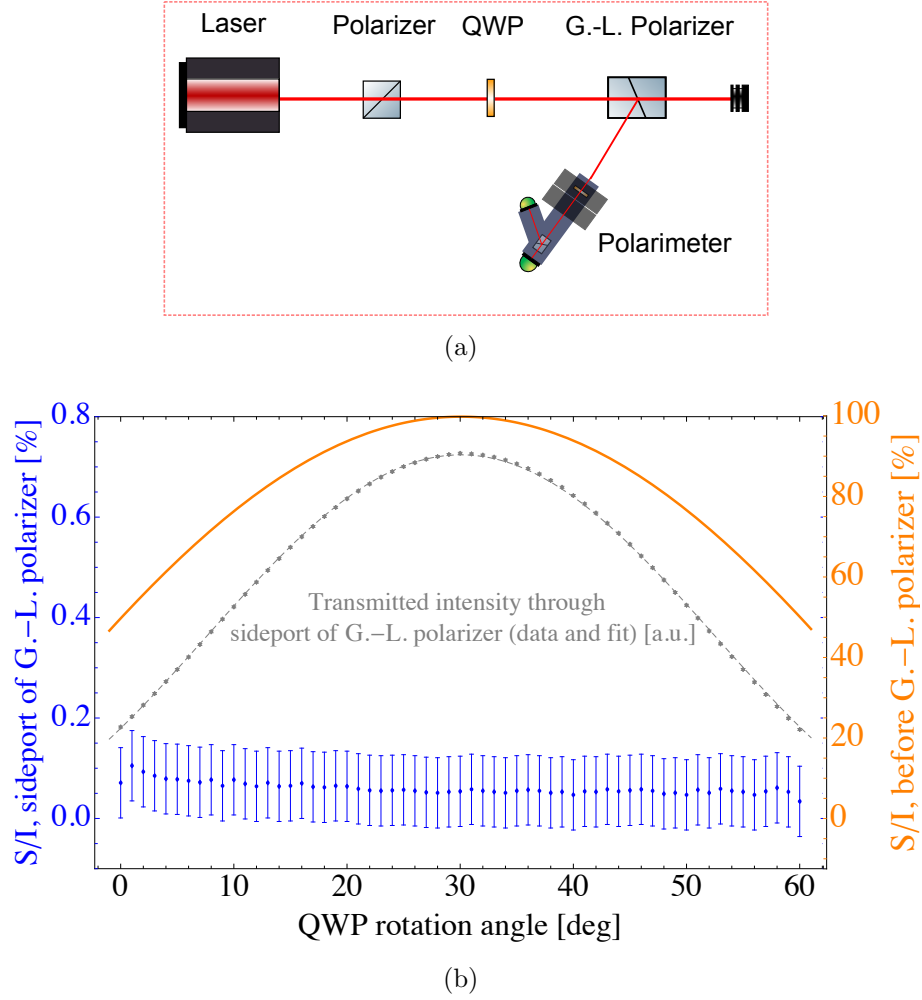 Laser
Polarizer
QWP
G.-L. Polarizer
Polarimeter
(a)
S/I, sideport of G.−L. polarizer [%]
0.8
0.6
0.4
0.2
0.0
Transmitted intensity through
sideport of G.−L. polarizer (data and fit) [a.u.]
100
80
60
40
20
0
S/I, before G.−L. polarizer [%]
0 10 20 30 40 50 60
QWP rotation angle [deg]
(b)